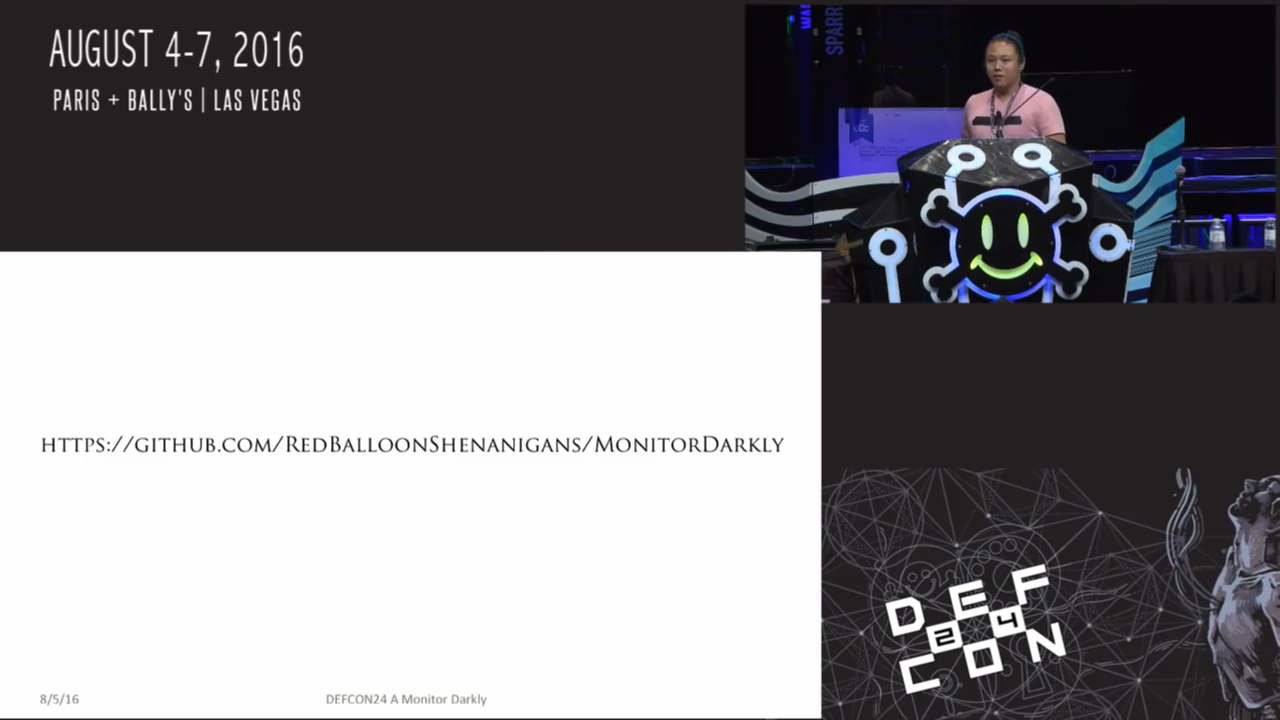 AUGUST 4-7, 2016
PARIS + BALLY'S | LAS VEGAS
SPARR
HTTPS://GITHUB.COM/REDBALLOONSHENANIGANS/MONITORDARKLY
8/5/16
DEFCON24 A Monitor Darkly
DEF
24
CON